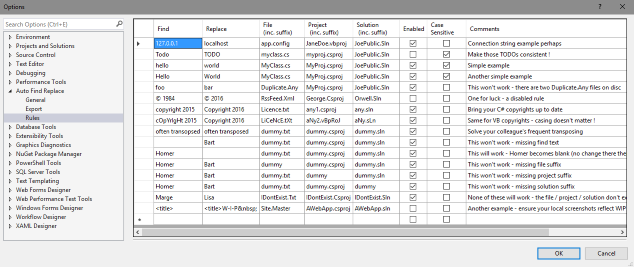 Options
Search Options (Ctrl+E)
Environment
Projects and Solutions
Source Control
Text Editor
Debugging
Performance Tools
Auto Find Replace
General
Export
Rules
Database Tools
Extensibility Tools
Graphics Diagnostics
NuGet Package Manager
PowerShell Tools
SQL Server Tools
Text Templating
Web Forms Designer
Web Performance Test Tools
Windows Forms Designer
Workflow Designer
XAML Designer
Find Replace File (inc. suffix) Project (inc. suffix) Solution (inc. suffix) Enabled Case Sensitive Comments
127.0.0.1 localhost app.config JaneDoe.vbproj JoePublic.Sln Connection string example perhaps
Todo TODO myclass.cs MyProj.csproj JoePublic.sln Make those TODOs consistent !
hello world MyClass.cs MyProj.csproj JoePublic.Sln Simple example
Hello World MyClass.cs MyProj.csproj JoePublic.Sln Another simple example
foo bar Duplicate.Any MyProj.csproj JoePublic.Sln This won't work - there are two Duplicate.Any files on disc
© 1984 © 2016 RssFeed.Xml George.Csproj Orwell.Sln One for luck - a disabled rule
copyright 2015 Copyright 2016 Licence.txt any1.csproj any.sln Bring your C# copyrights up to date
cOpYrIgHt 2015 Copyright 2016 LiCeNcE.tXt aNy2.vBpRoJ aNy.sLn Same for VB copyrights - casing doesn't matter !
often transposed often transposed dummy.txt dummy.csproj dummy.sln Solve your colleague's frequent transposing
Bart dummy.txt dummy.csproj dummy.sln This won't - missing find text
Homer dummy.txt dummy.csproj dummy.sln This will work - Homer becomes blank (no change there the
Homer Bart dummy dummy.csproj dummy.sln This won't work - missing file suffix
Homer Bart dummy.txt dummy dummy.sln This won't work - missing project suffix
Homer Bart dummy.txt dummy.csproj dummy This won't work - missing solution suffix
Marge Lisa IDontExist.Txt IDontExist.Csproj IDontExist.Sln None of these will work - the file / project / solution don't ex
<title> <title>W-I-P&nbsp; Site.Master AWebApp.csproj AWebApp.sln Another example - ensure your local screenshots reflect WIP
OK Cancel